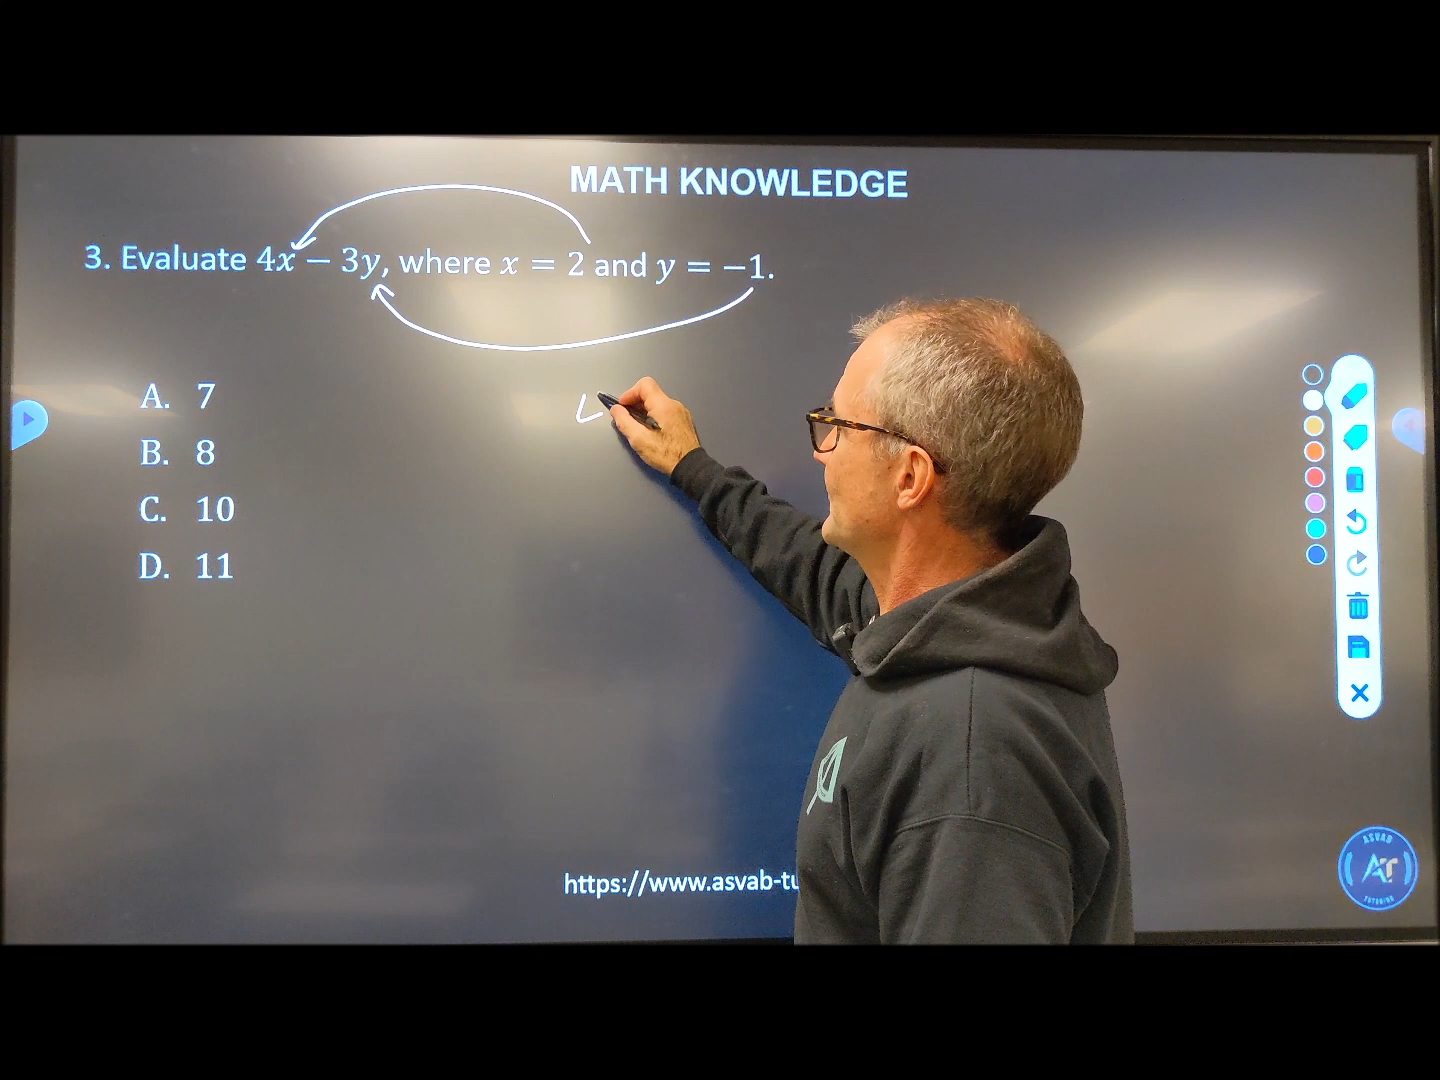 MATH KNOWLEDGE
3. Evaluate 4x − 3y, where x = 2 and y = −1.
A. 7
B. 8
C. 10
D. 11
https://www.asvab-tu
ASVAB
AT
TUTORING